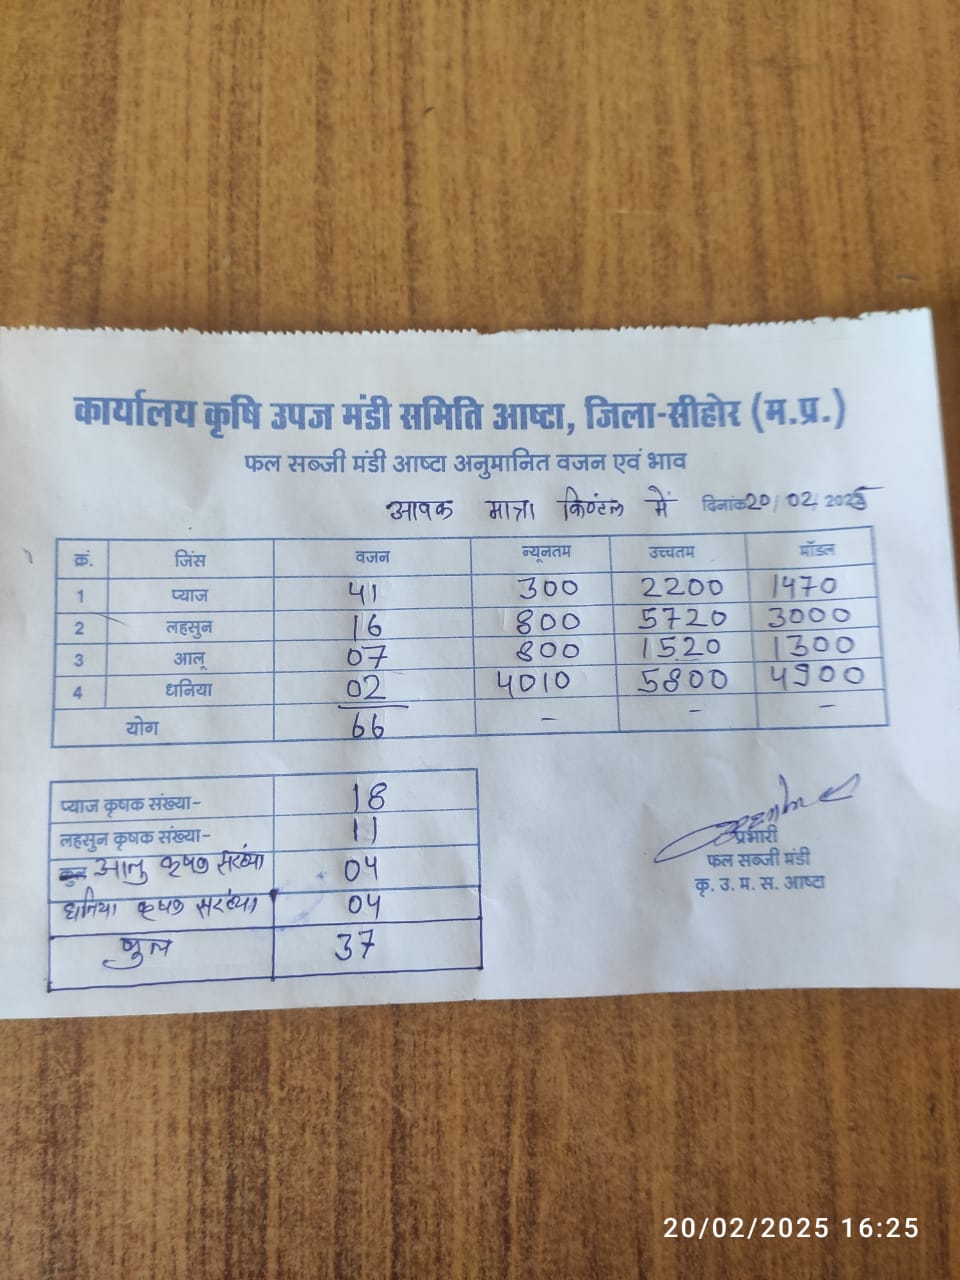 कार्यालय कृषि उपज मंडी समिति आष्टा, जिला-सीहोर (म.प्र.)
फल सब्जी मंडी आष्टा अनुमानित वजन एवं भाव
आवक मात्रा किण्टल में दिनांक 20/02/2025
क्रं. जिंस वजन न्यूनतम उच्चतम मॉडल
1 प्याज 41 300 2200 1470
2 लहसुन 16 800 5720 3000
3 आलू 07 800 1520 1300
4 धनिया 02 4010 5800 4900
योग 66 - - -
प्याज कृषक संख्या- 18
लहसुन कृषक संख्या- 11
आलु कृषक संख्या 04
धनिया कृषक संख्या 04
कुल 37
प्रभारी
फल सब्जी मंडी
कृ. उ. म. स. आष्टा
20/02/2025 16:25